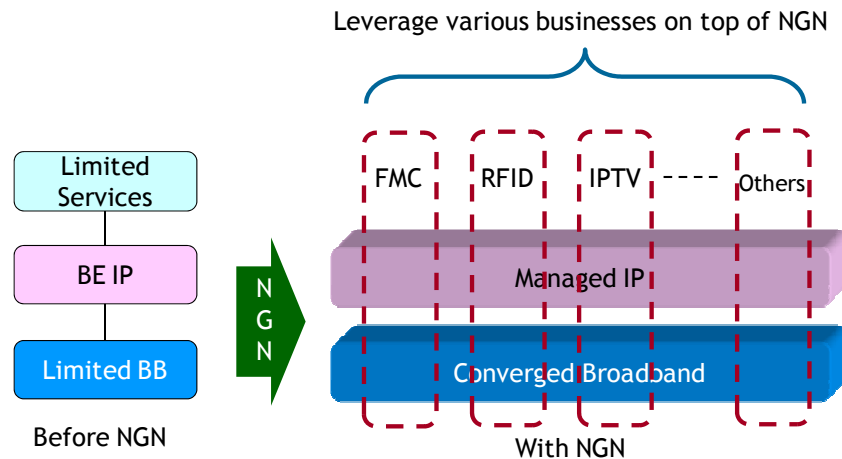 Leverage various businesses on top of NGN
Limited
Services
BE IP
Limited BB
Before NGN
N
G
N
FMC
RFID
IPTV
Others
Managed IP
Converged Broadband
With NGN